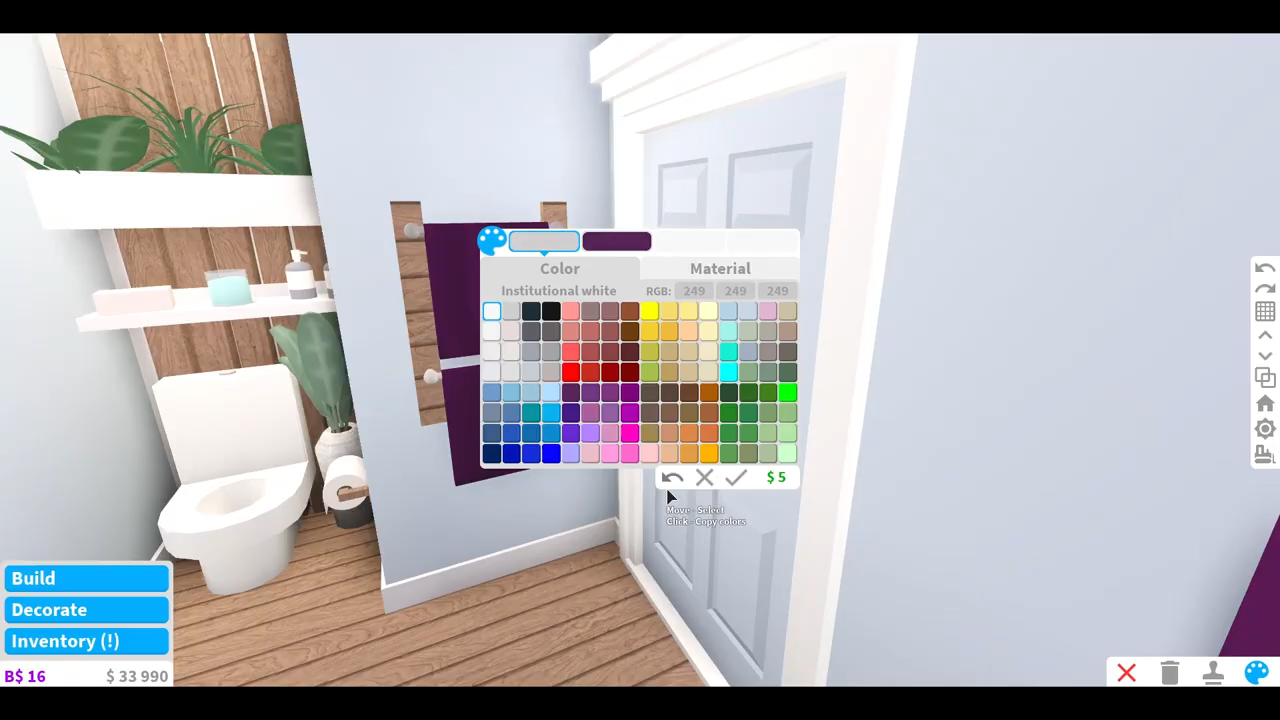 Color
Material
Institutional white
RGB: 249 249 249
$ 5
Move - Select
Click - Copy colors
Build
Decorate
Inventory (!)
B$ 16
$ 33 990